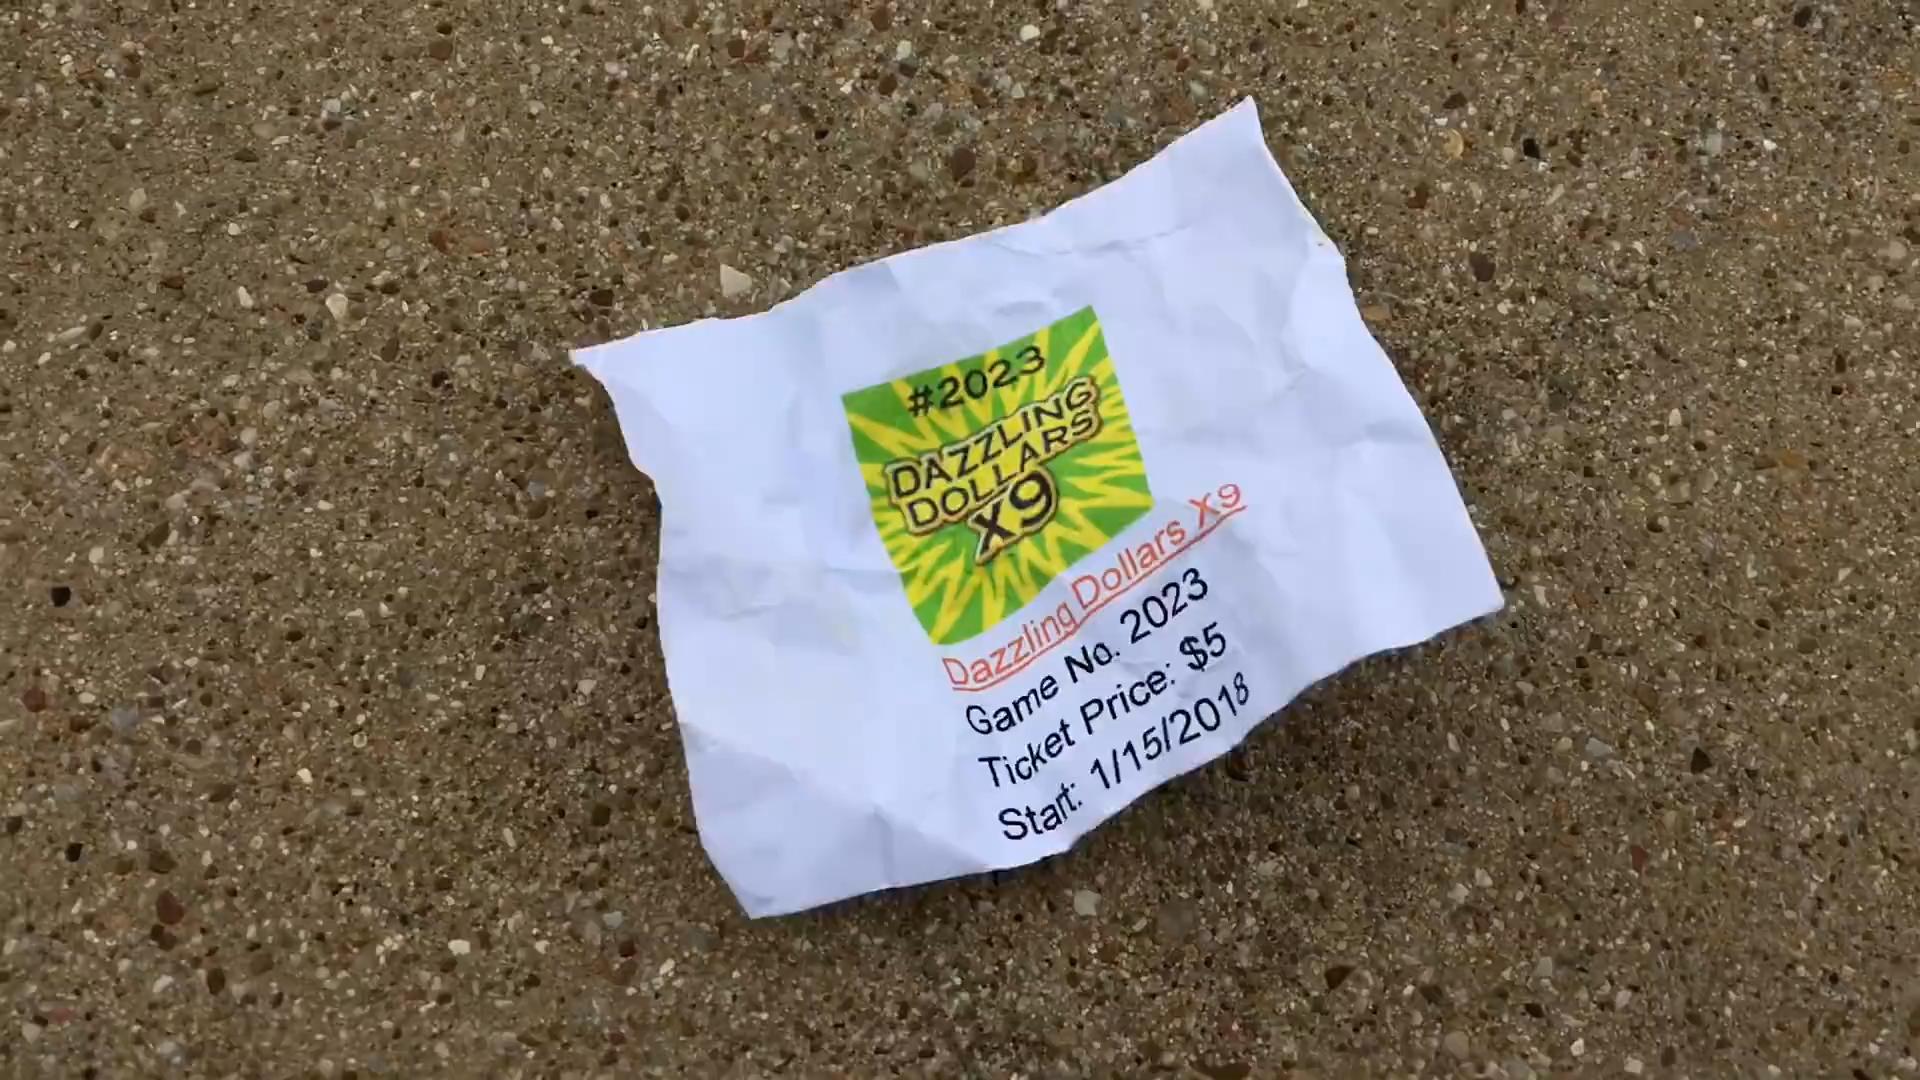 #2023
DAZZLING
DOLLARS
X9
Dazzling Dollars X9
Game No. 2023
Ticket Price: $5
Start: 1/15/2018